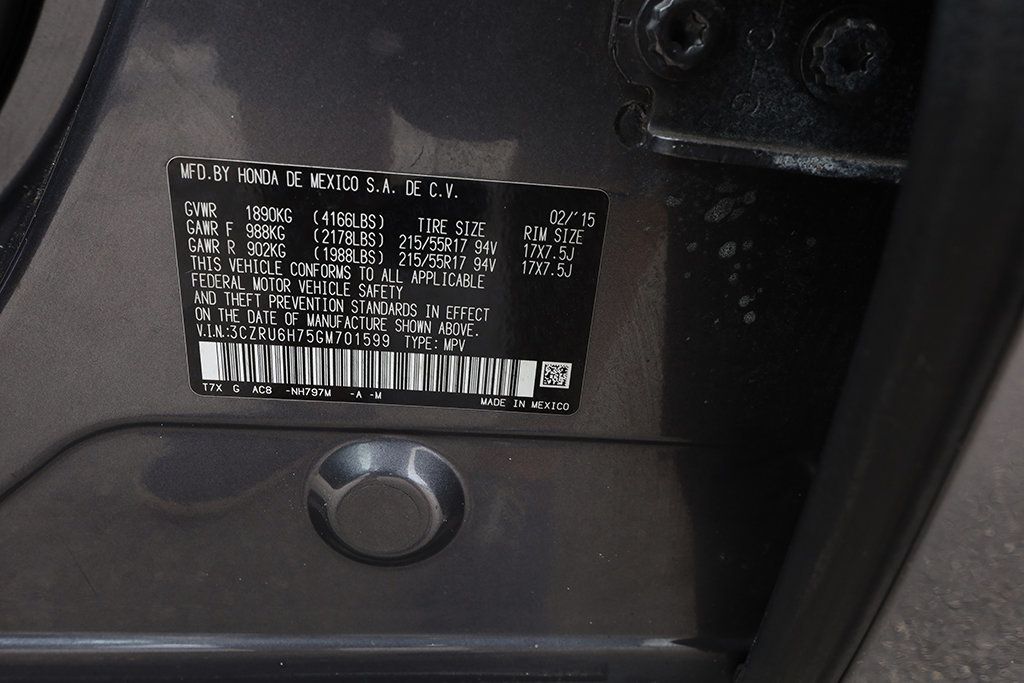 MFD.BY HONDA DE MEXICO S.A. DE C.V.
02/'15
GVWR 1890KG (4166LBS) TIRE SIZE RIM SIZE
GAWR F 988KG (2178LBS) 215/55R17 94V 17X7.5J
GAWR R 902KG (1988LBS) 215/55R17 94V 17X7.5J
THIS VEHICLE CONFORMS TO ALL APPLICABLE
FEDERAL MOTOR VEHICLE SAFETY
AND THEFT PREVENTION STANDARDS IN EFFECT
ON THE DATE OF MANUFACTURE SHOWN ABOVE.
V.I.N:3CZRU6H75GM701599 TYPE: MPV
T7X G AC8 -NH797M -A -M
MADE IN MEXICO